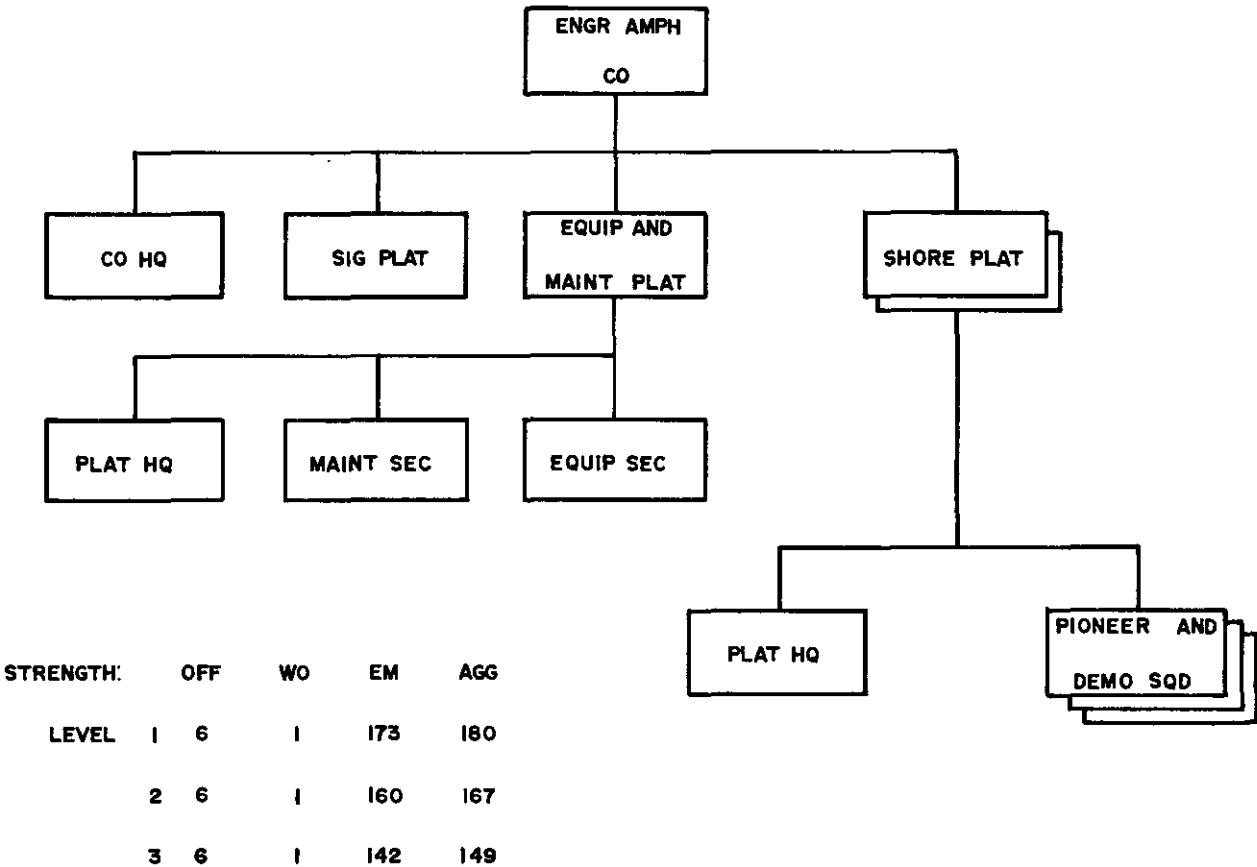 ENGR AMPH
CO
CO HQ
SIG PLAT
EQUIP AND
MAINT PLAT
SHORE PLAT
PLAT HQ
MAINT SEC
EQUIP SEC
PLAT HQ
PIONEER AND
DEMO SQD
STRENGTH: OFF WO EM AGG
LEVEL 1 6 1 173 180
2 6 1 160 167
3 6 1 142 149